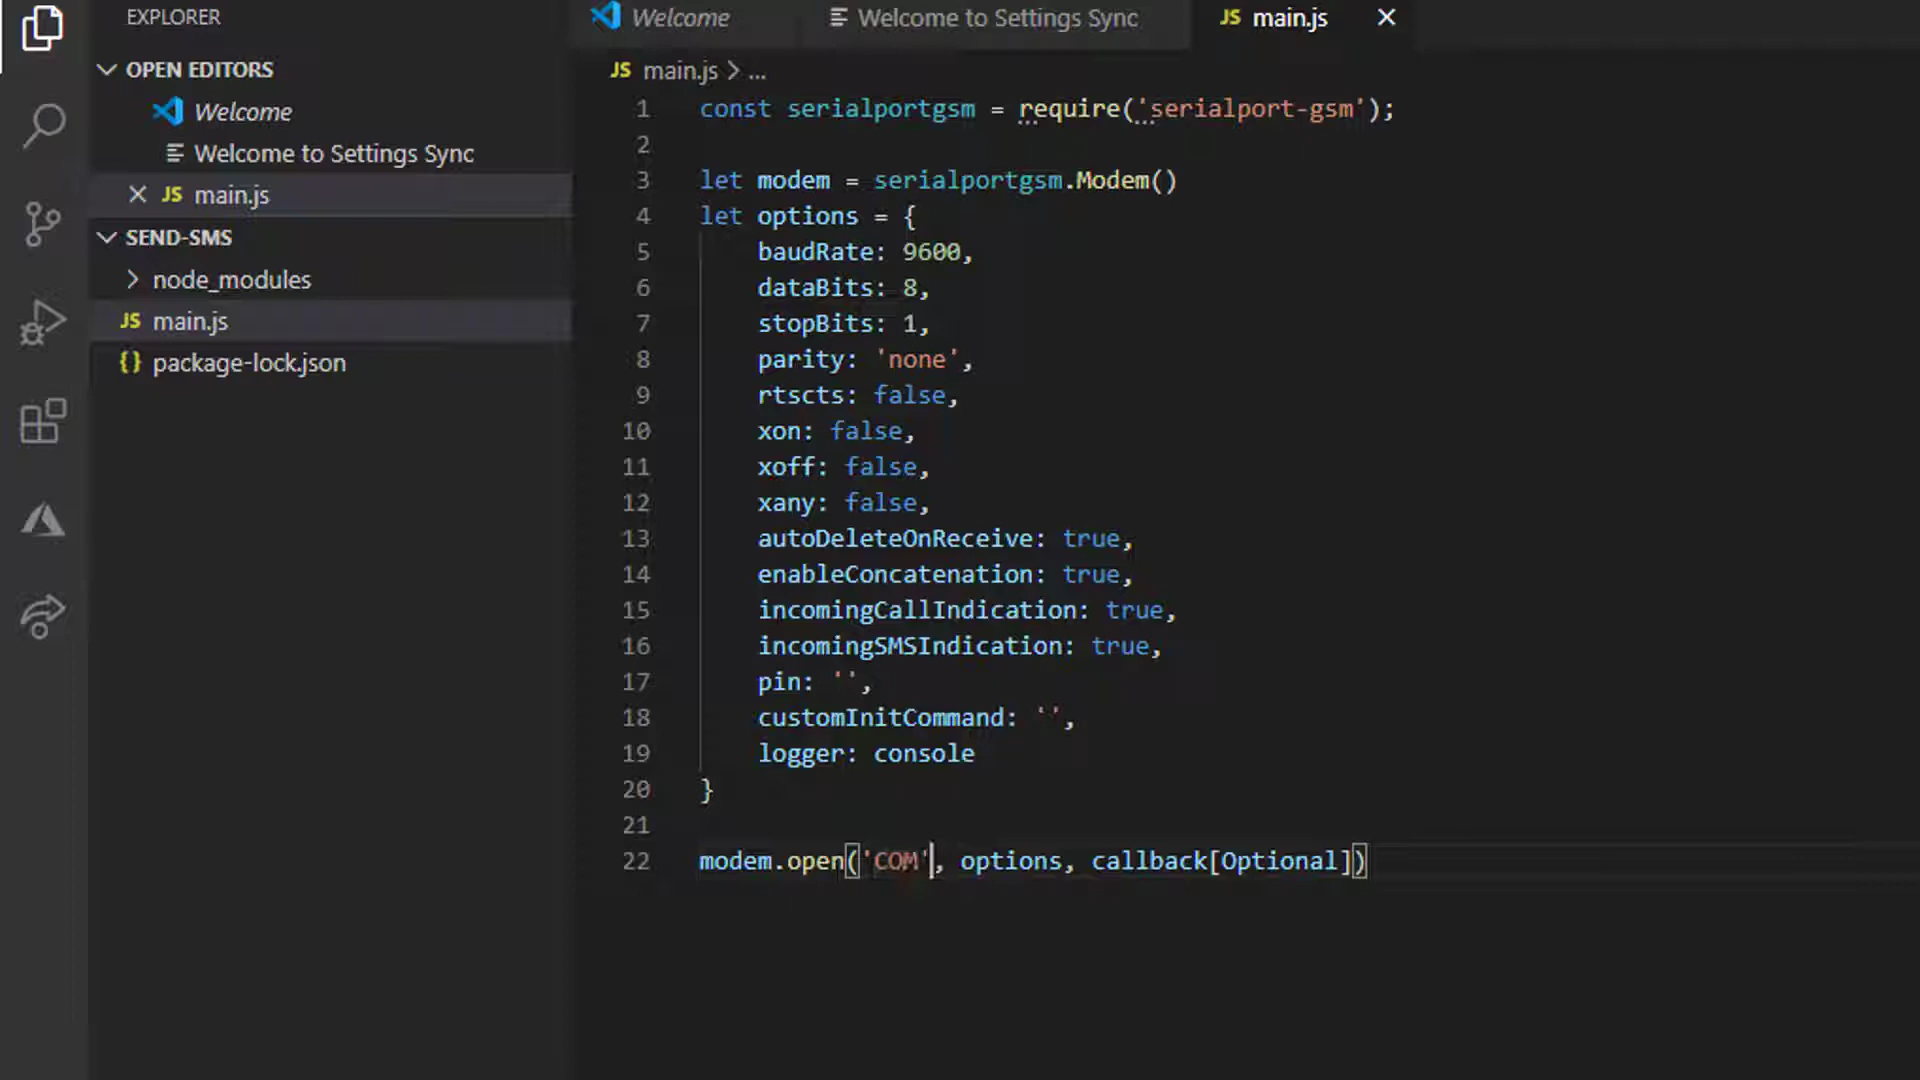 EXPLORER
OPEN EDITORS
Welcome
Welcome to Settings Sync
JS main.js
SEND-SMS
node_modules
JS main.js
{} package-lock.json
Welcome
Welcome to Settings Sync
JS main.js
JS main.js > ...
1 const serialportgsm = require('serialport-gsm');
2
3 let modem = serialportgsm.Modem()
4 let options = {
5 baudRate: 9600,
6 dataBits: 8,
7 stopBits: 1,
8 parity: 'none',
9 rtscts: false,
10 xon: false,
11 xoff: false,
12 xany: false,
13 autoDeleteOnReceive: true,
14 enableConcatenation: true,
15 incomingCallIndication: true,
16 incomingSMSIndication: true,
17 pin: '',
18 customInitCommand: '',
19 logger: console
20 }
21
22 modem.open('COM', options, callback[Optional])